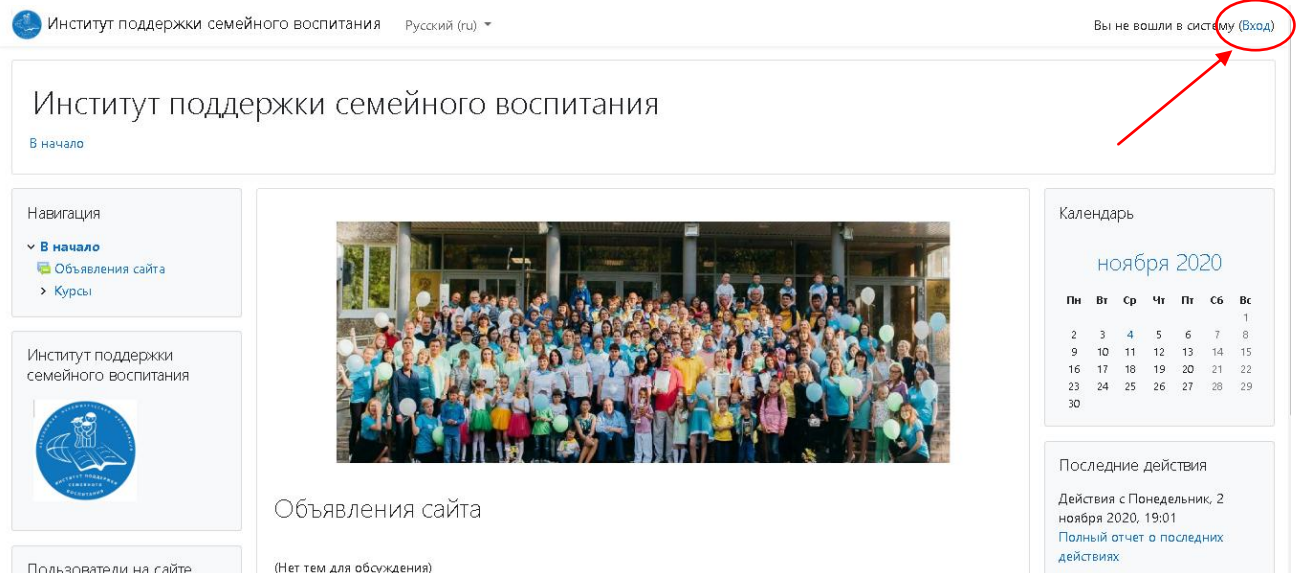 Институт поддержки семейного воспитания Русский (ru)
Вы не вошли в систему (Вход)
Институт поддержки семейного воспитания
В начало
Навигация
В начало
Объявления сайта
Курсы
Институт поддержки
семейного воспитания
ИНСТИТУТ ПОДДЕРЖКИ
СЕМЕЙНОГО
ВОСПИТАНИЯ
Пользователи на сайте
Объявления сайта
(Нет тем для обсуждения)
Календарь
ноября 2020
Пн Вт Ср Чт Пт Сб Вс
1
2 3 4 5 6 7 8
9 10 11 12 13 14 15
16 17 18 19 20 21 22
23 24 25 26 27 28 29
30
Последние действия
Действия с Понедельник, 2
ноября 2020, 19:01
Полный отчет о последних
действиях